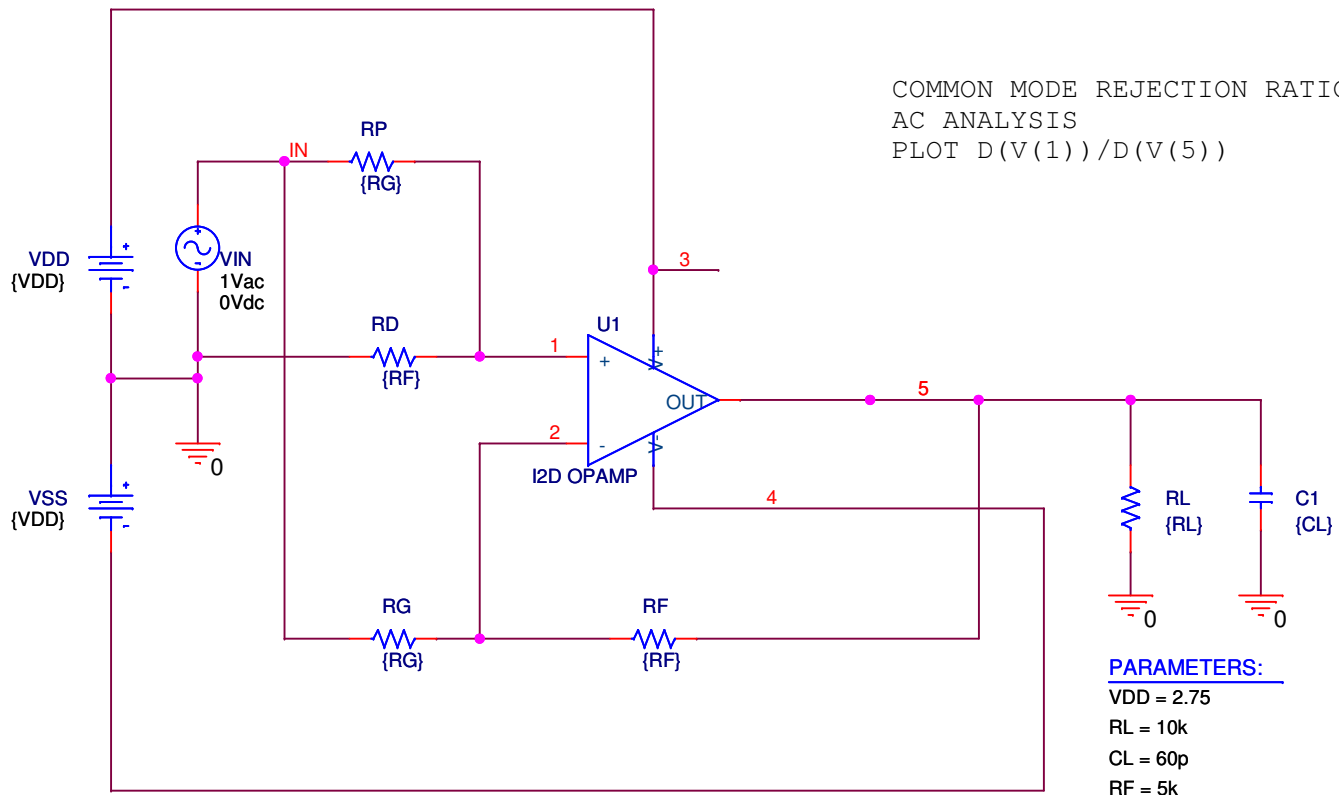 COMMON MODE REJECTION RATIO
AC ANALYSIS
PLOT D(V(1))/D(V(5))
RP
IN
{RG}
VDD
{VDD}
+
-
+
-
VIN
1Vac
0Vdc
3
RD
{RF}
U1
1
+
V+
OUT
5
2
-
V-
I2D OPAMP
0
VSS
{VDD}
+
-
4
RL
{RL}
C1
{CL}
0
0
RG
{RG}
RF
{RF}
PARAMETERS:
VDD = 2.75
RL = 10k
CL = 60p
RF = 5k